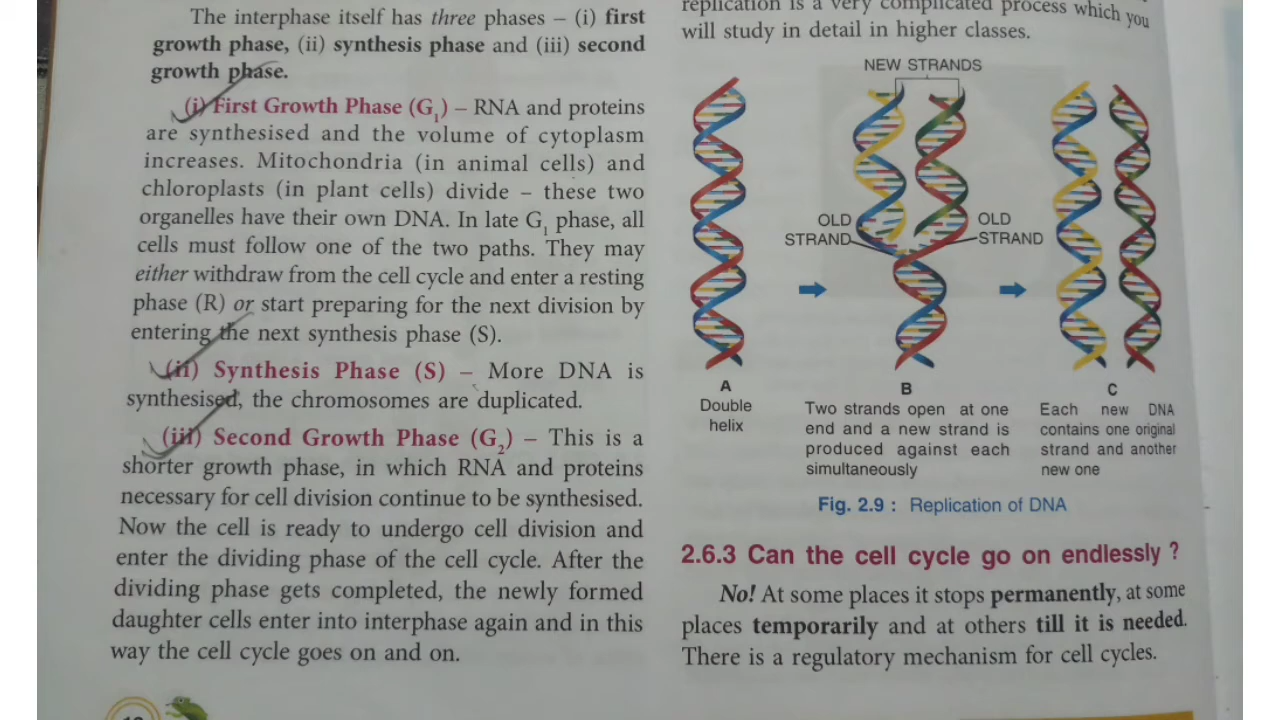 The interphase itself has three phases – (i) first
growth phase, (ii) synthesis phase and (iii) second
growth phase.
(i) First Growth Phase (G1) – RNA and proteins
are synthesised and the volume of cytoplasm
increases. Mitochondria (in animal cells) and
chloroplasts (in plant cells) divide – these two
organelles have their own DNA. In late G1 phase, all
cells must follow one of the two paths. They may
either withdraw from the cell cycle and enter a resting
phase (R) or start preparing for the next division by
entering the next synthesis phase (S).
(ii) Synthesis Phase (S) – More DNA is
synthesised, the chromosomes are duplicated.
(iii) Second Growth Phase (G2) – This is a
shorter growth phase, in which RNA and proteins
necessary for cell division continue to be synthesised.
Now the cell is ready to undergo cell division and
enter the dividing phase of the cell cycle. After the
dividing phase gets completed, the newly formed
daughter cells enter into interphase again and in this
way the cell cycle goes on and on.
replication is a very complicated process which you
will study in detail in higher classes.
NEW STRANDS
OLD
STRAND
OLD
STRAND
A
Double
helix
B
Two strands open at one
end and a new strand is
produced against each
simultaneously
C
Each new DNA
contains one original
strand and another
new one
Fig. 2.9 : Replication of DNA
2.6.3 Can the cell cycle go on endlessly ?
No! At some places it stops permanently, at some
places temporarily and at others till it is needed.
There is a regulatory mechanism for cell cycles.